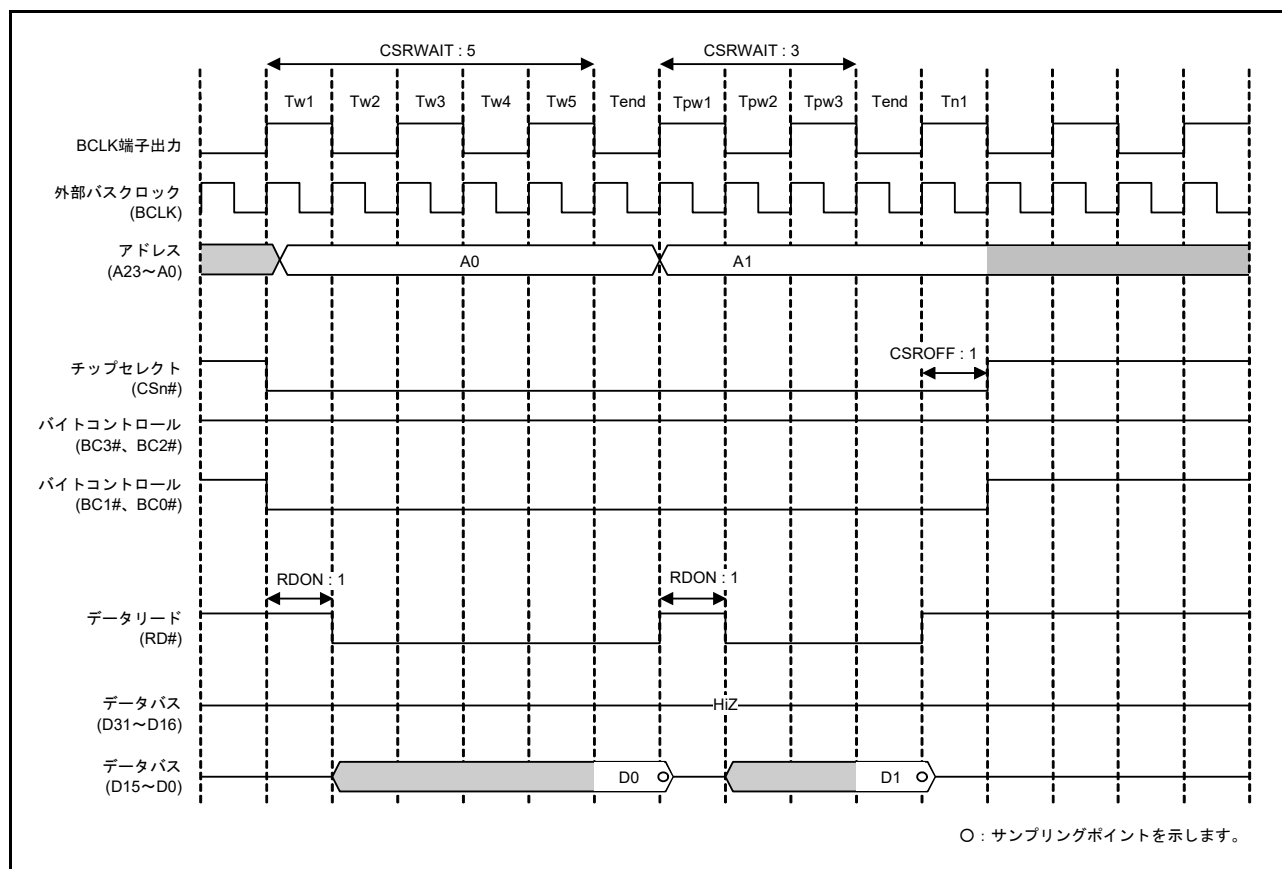 CSRWAIT : 5
CSRWAIT : 3
Tw1 Tw2 Tw3 Tw4 Tw5 Tend Tpw1 Tpw2 Tpw3 Tend Tn1
BCLK端子出力
外部バスクロック
(BCLK)
アドレス
(A23～A0)
A0
A1
CSROFF : 1
チップセレクト
(CSn#)
バイトコントロール
(BC3#、BC2#)
バイトコントロール
(BC1#、BC0#)
RDON : 1
RDON : 1
データリード
(RD#)
データバス
(D31～D16)
HiZ
データバス
(D15～D0)
D0
D1
○：サンプリングポイントを示します。